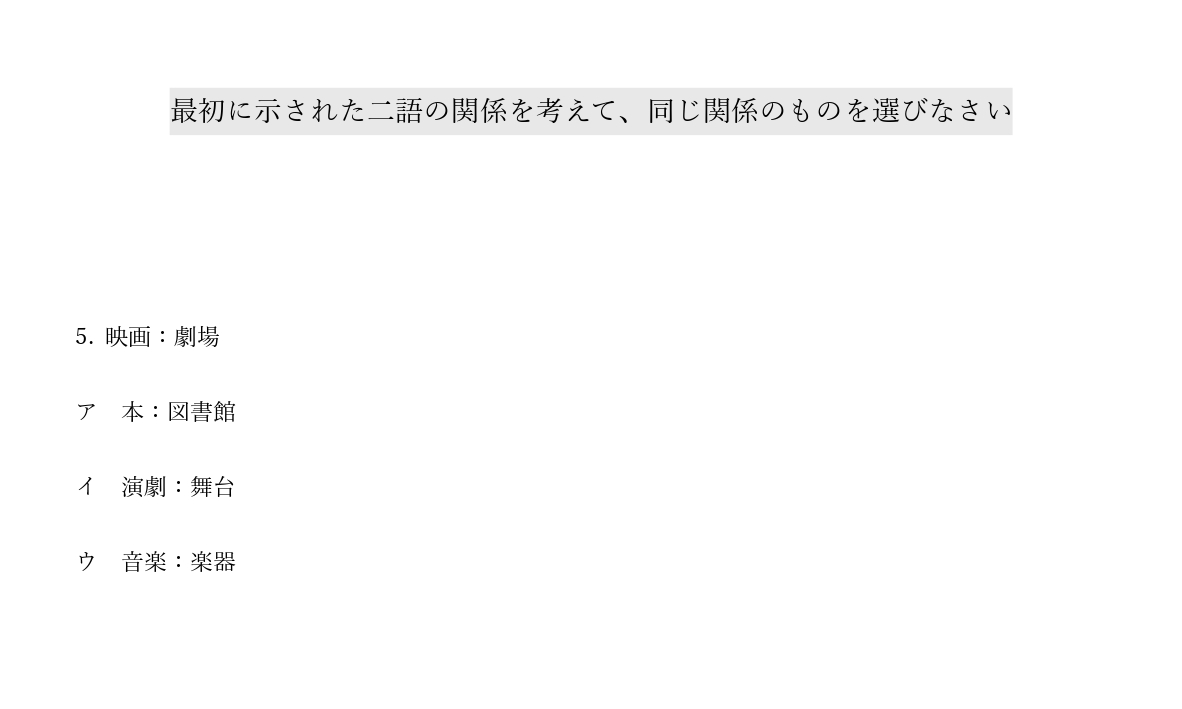 最初に示された二語の関係を考えて、同じ関係のものを選びなさい
5. 映画：劇場
ア　本：図書館
イ　演劇：舞台
ウ　音楽：楽器